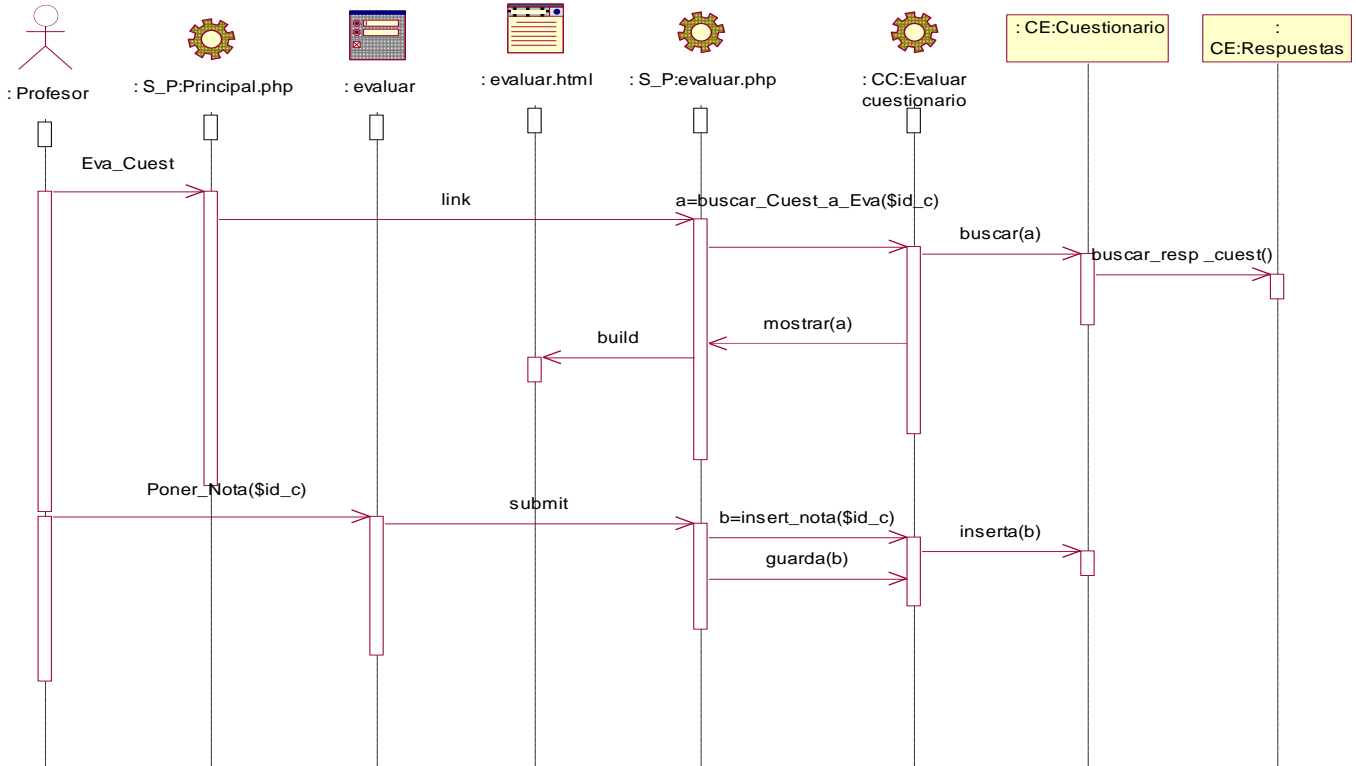 : Profesor
: S_P:Principal.php
: evaluar
: evaluar.html
: S_P:evaluar.php
: CC:Evaluar
cuestionario
: CE:Cuestionario
:
CE:Respuestas
Eva_Cuest
link
a=buscar_Cuest_a_Eva($id_c)
buscar(a)
buscar_resp _cuest()
mostrar(a)
build
Poner_Nota($id_c)
submit
b=insert_nota($id_c)
inserta(b)
guarda(b)